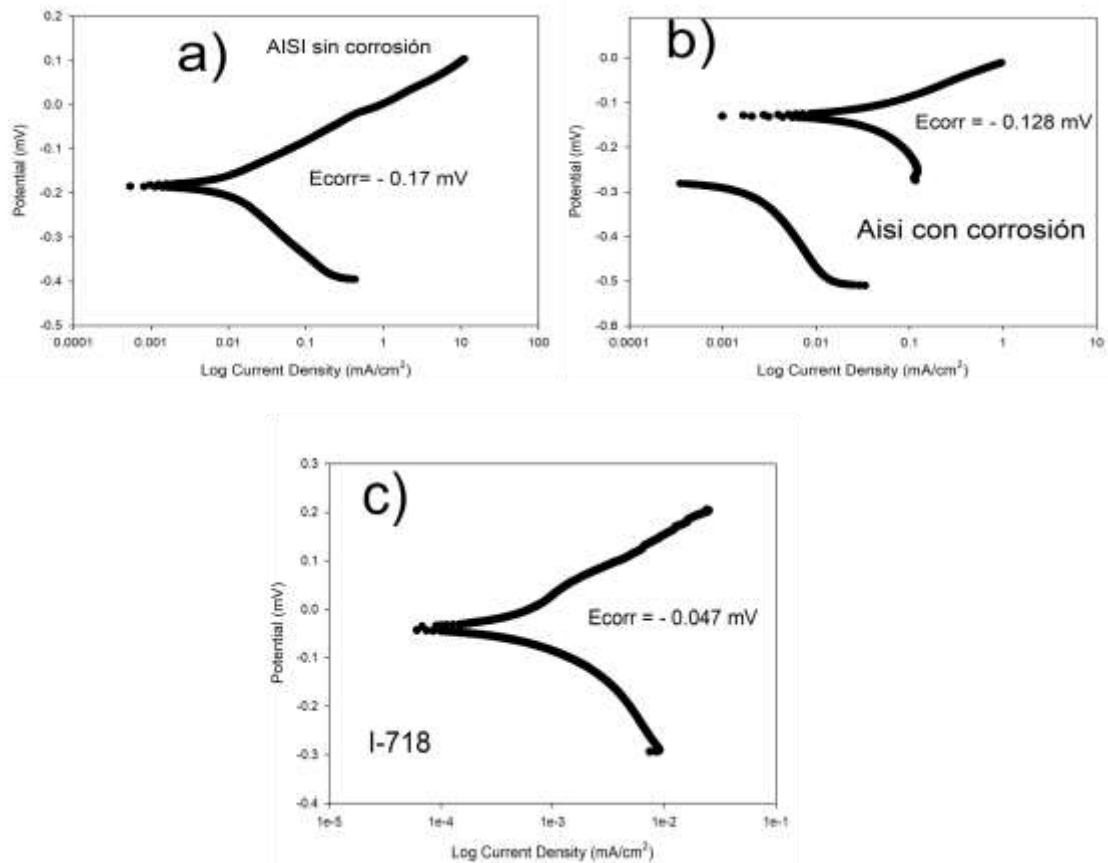 a)
AISI sin corrosión
Ecorr= - 0.17 mV
0.2
0.1
0.0
-0.1
-0.2
-0.3
-0.4
-0.5
Potential (mV)
0.0001 0.001 0.01 0.1 1 10 100
Log Current Density (mA/cm²)
b)
Ecorr = - 0.128 mV
Aisi con corrosión
0.0
-0.1
-0.2
-0.3
-0.4
-0.5
-0.6
Potential (mV)
0.0001 0.001 0.01 0.1 1 10
Log Current Density (mA/cm²)
c)
Ecorr = - 0.047 mV
I-718
0.3
0.2
0.1
0.0
-0.1
-0.2
-0.3
-0.4
Potential (mV)
1e-5 1e-4 1e-3 1e-2 1e-1
Log Current Density (mA/cm²)